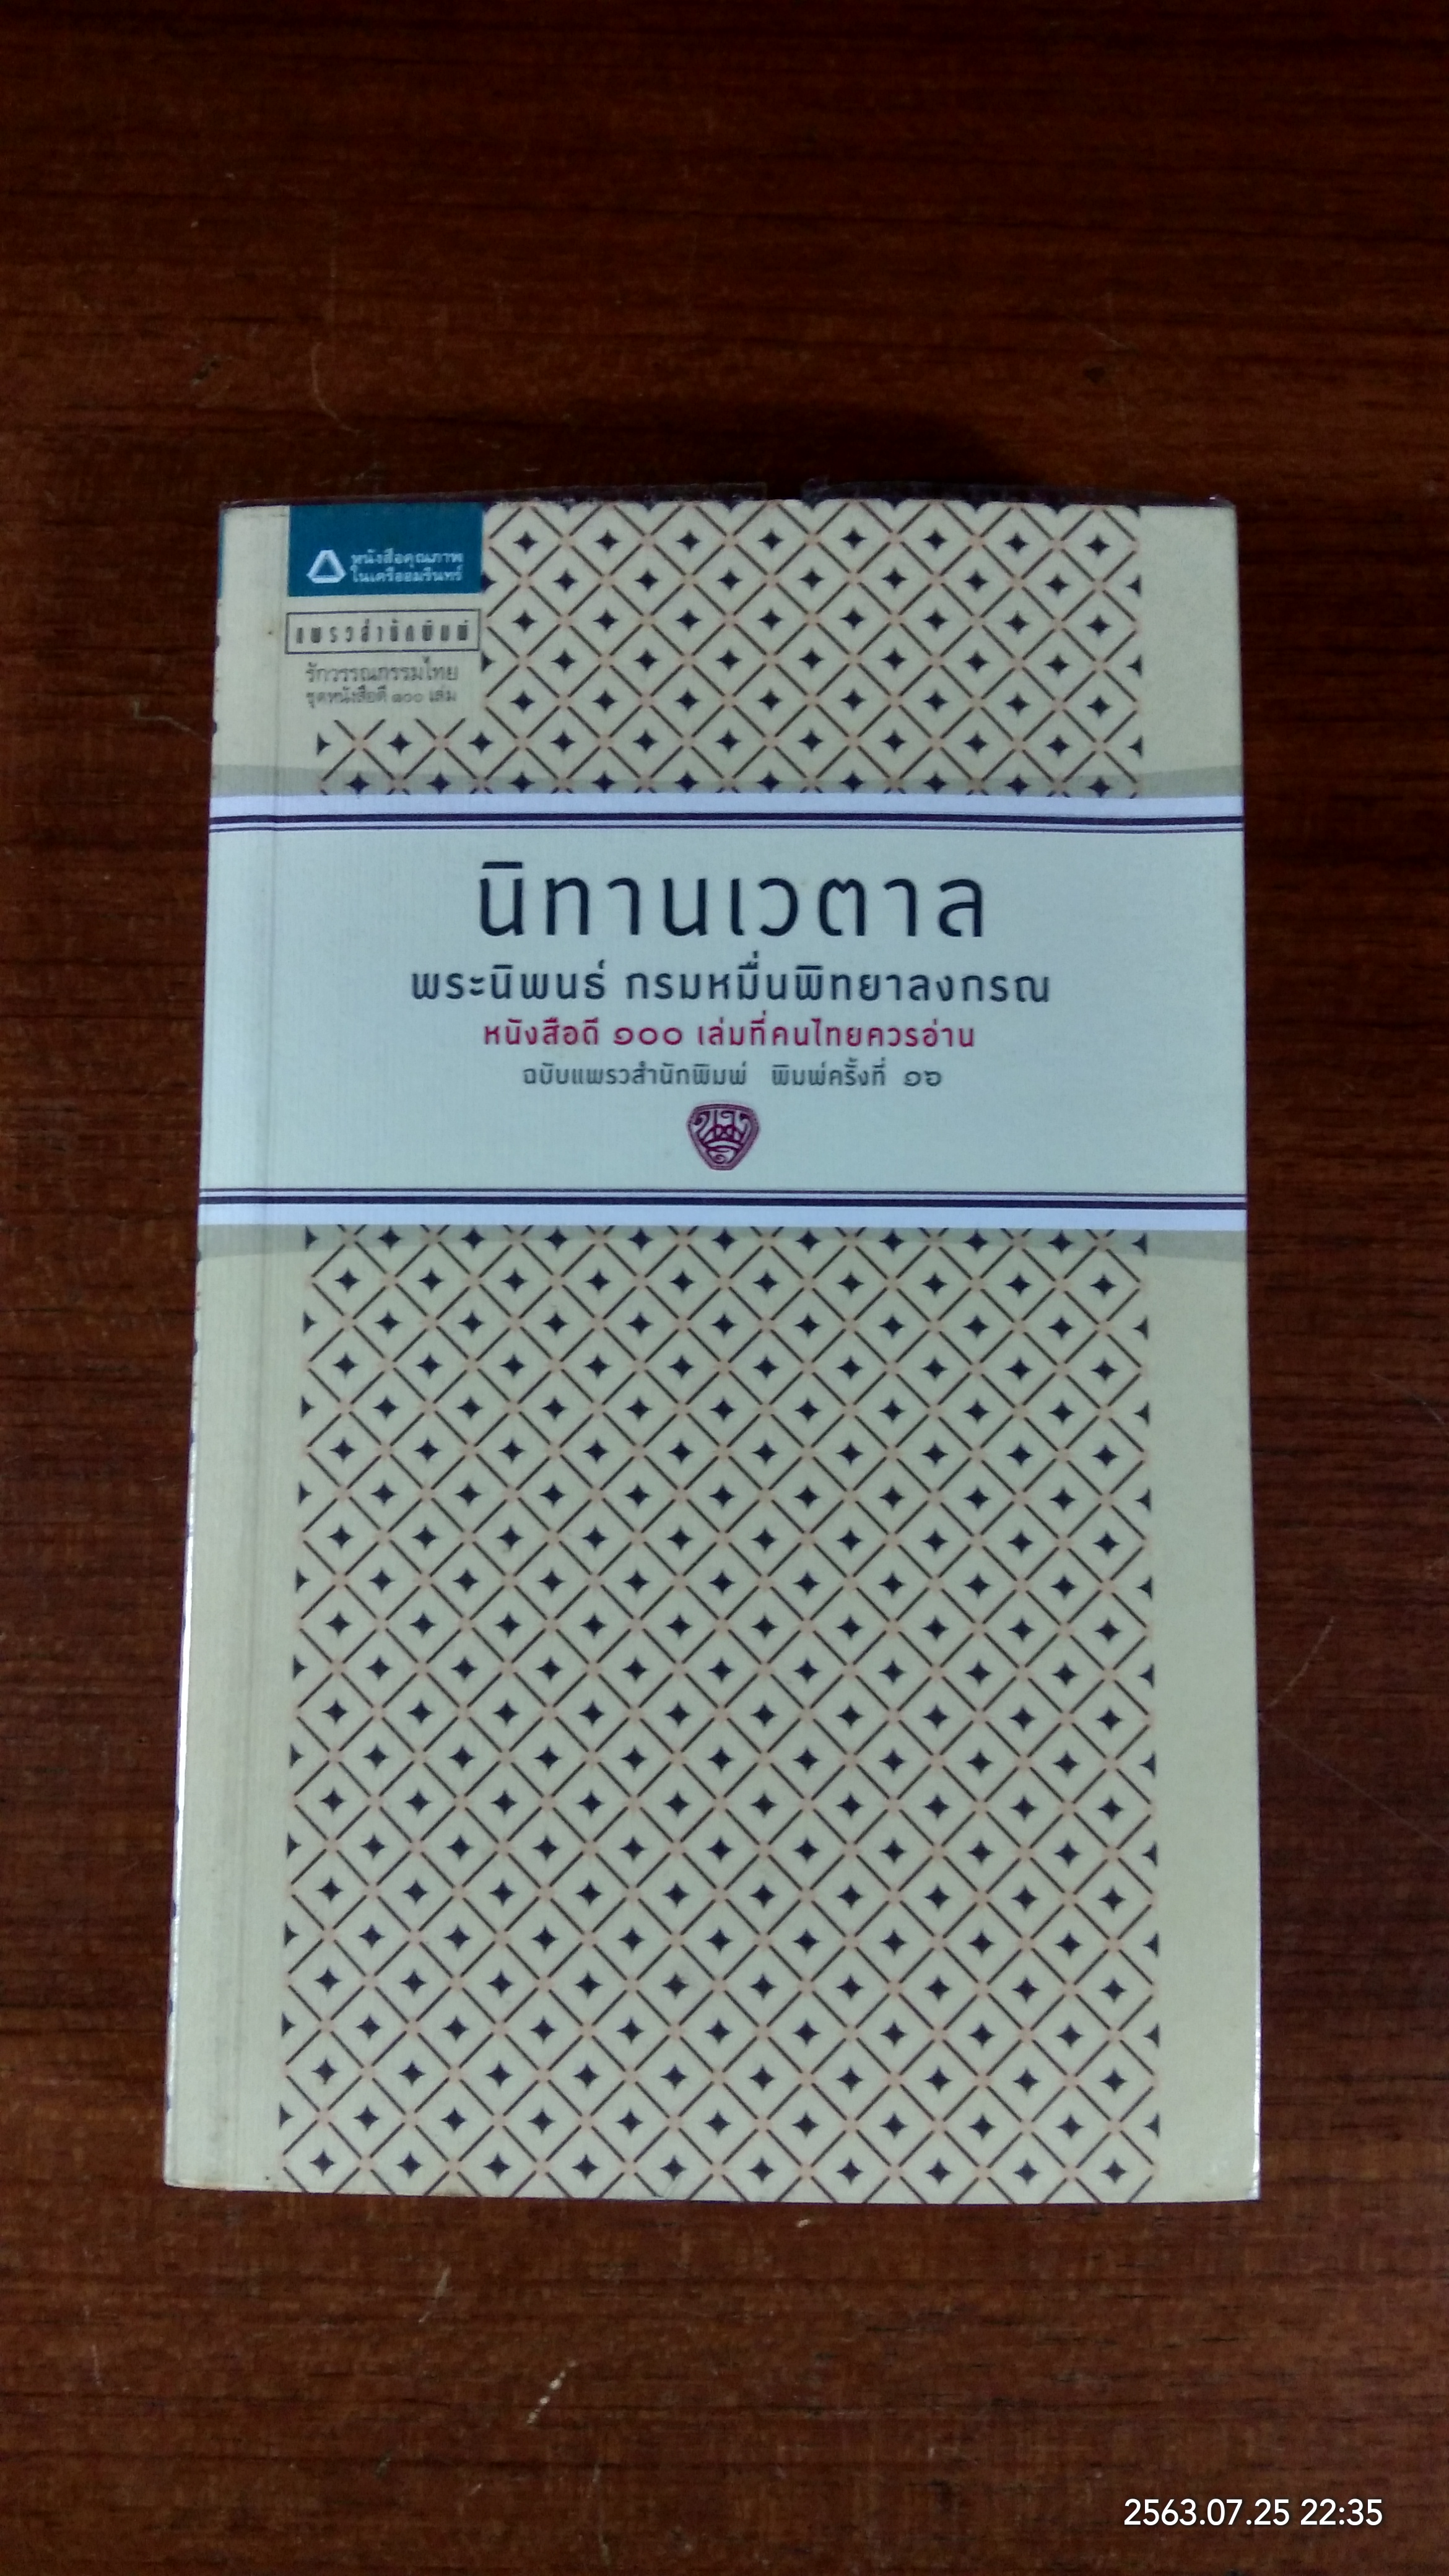 หนังสือคุณภาพ
ในเครืออมรินทร์
แพรวสำนักพิมพ์
รักวรรณกรรมไทย
ชุดหนังสือดี ๑๐๐ เล่ม
นิทานเวตาล
พระนิพนธ์ กรมหมื่นพิทยาลงกรณ
หนังสือดี ๑๐๐ เล่มที่คนไทยควรอ่าน
ฉบับแพรวสำนักพิมพ์ พิมพ์ครั้งที่ ๑๖
2563.07.25 22:35